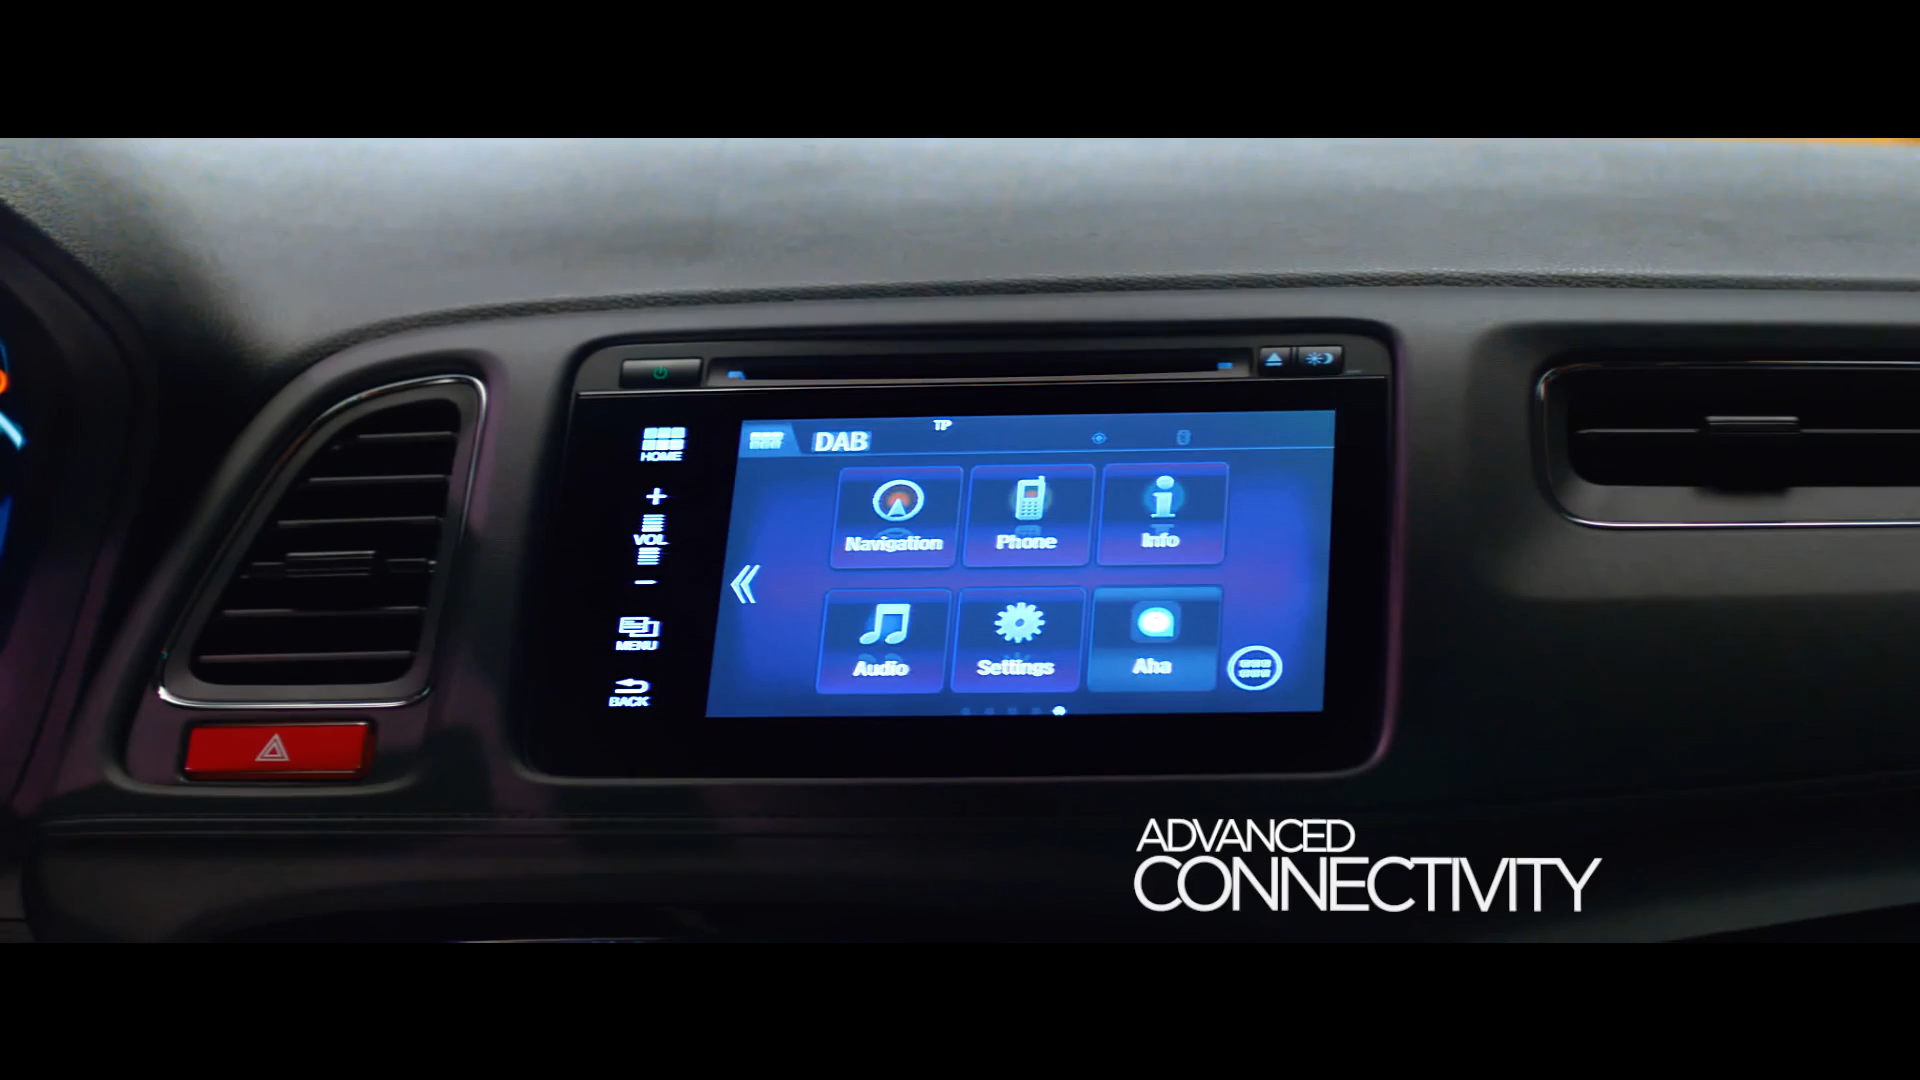 HOME
+
VOL
−
MENU
BACK
DAB
TP
Navigation
Phone
Info
Audio
Settings
Aha
ADVANCED
CONNECTIVITY